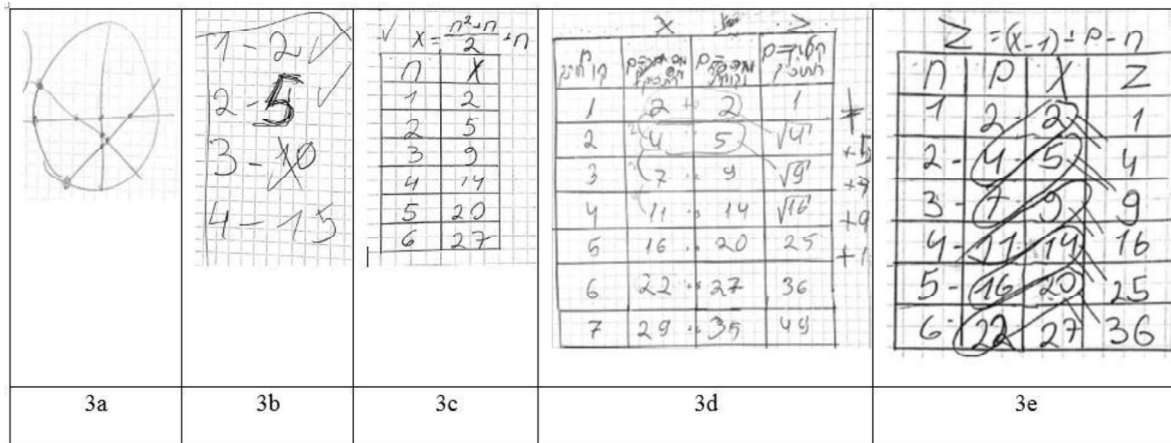 1 - 2 ✓
2 - 5 ✓
3 - 10
4 - 15
✓ X = n²+n / 2 + n
n X
1 2
2 5
3 9
4 14
5 20
6 27
X Z
1 2 2 1
2 4 5 √4
3 7 9 √9
4 11 14 √16
5 16 20 25
6 22 27 36
7 29 35 49
+5
+7
+9
Z = (X-1) + P - n
n P X Z
1 2 - 2 1
2 - 4 - 5 4
3 - 7 - 9 9
4 - 11 14 16
5 - 16 20 25
6 - 22 27 36
3a 3b 3c 3d 3e